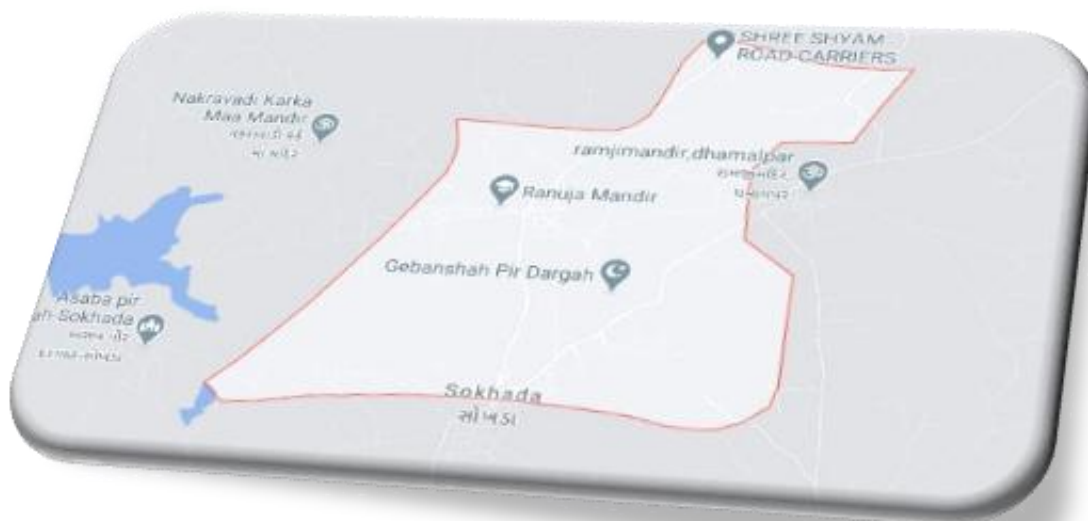 SHREE SHYAM
ROAD-CARRIERS
Nakravadi Karka
Maa Mandir
ramjimandir,dhamalpar
Ranuja Mandir
Gebanshah Pir Dargah
Asaba pir
ah-Sokhada
Sokhada
સોખડા